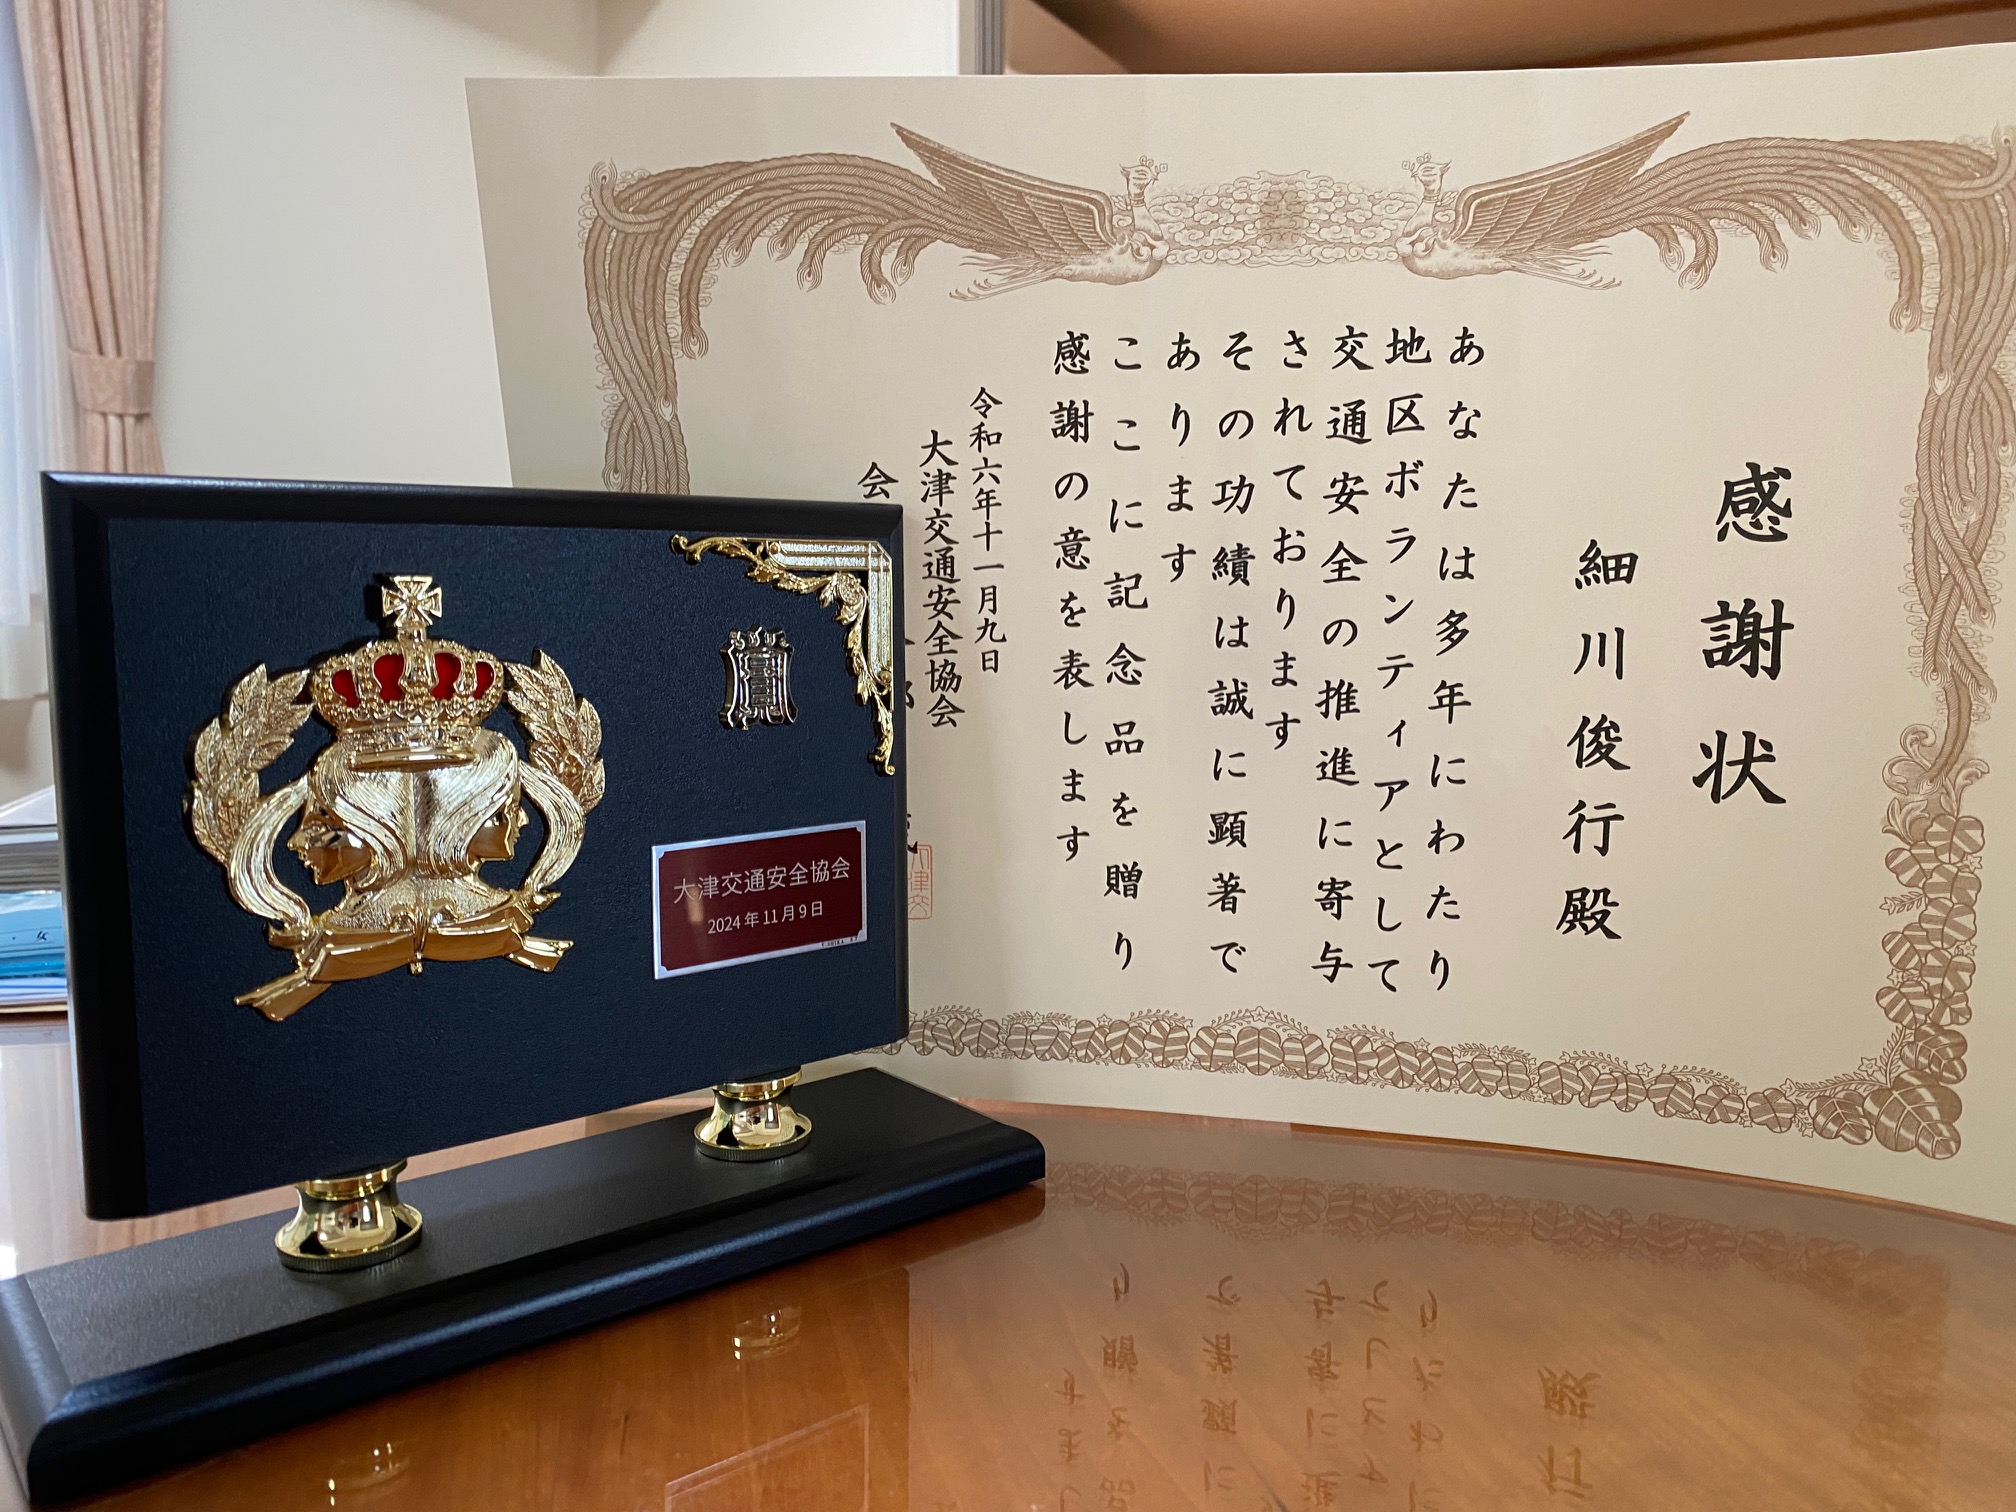 感謝状
細川俊行殿
あなたは多年にわたり
地区ボランティアとして
交通安全の推進に寄与
されております
その功績は誠に顕著で
あります
ここに記念品を贈り
感謝の意を表します
令和六年十一月九日
大津交通安全協会
会
賞
大津交通安全協会
2024年11月9日